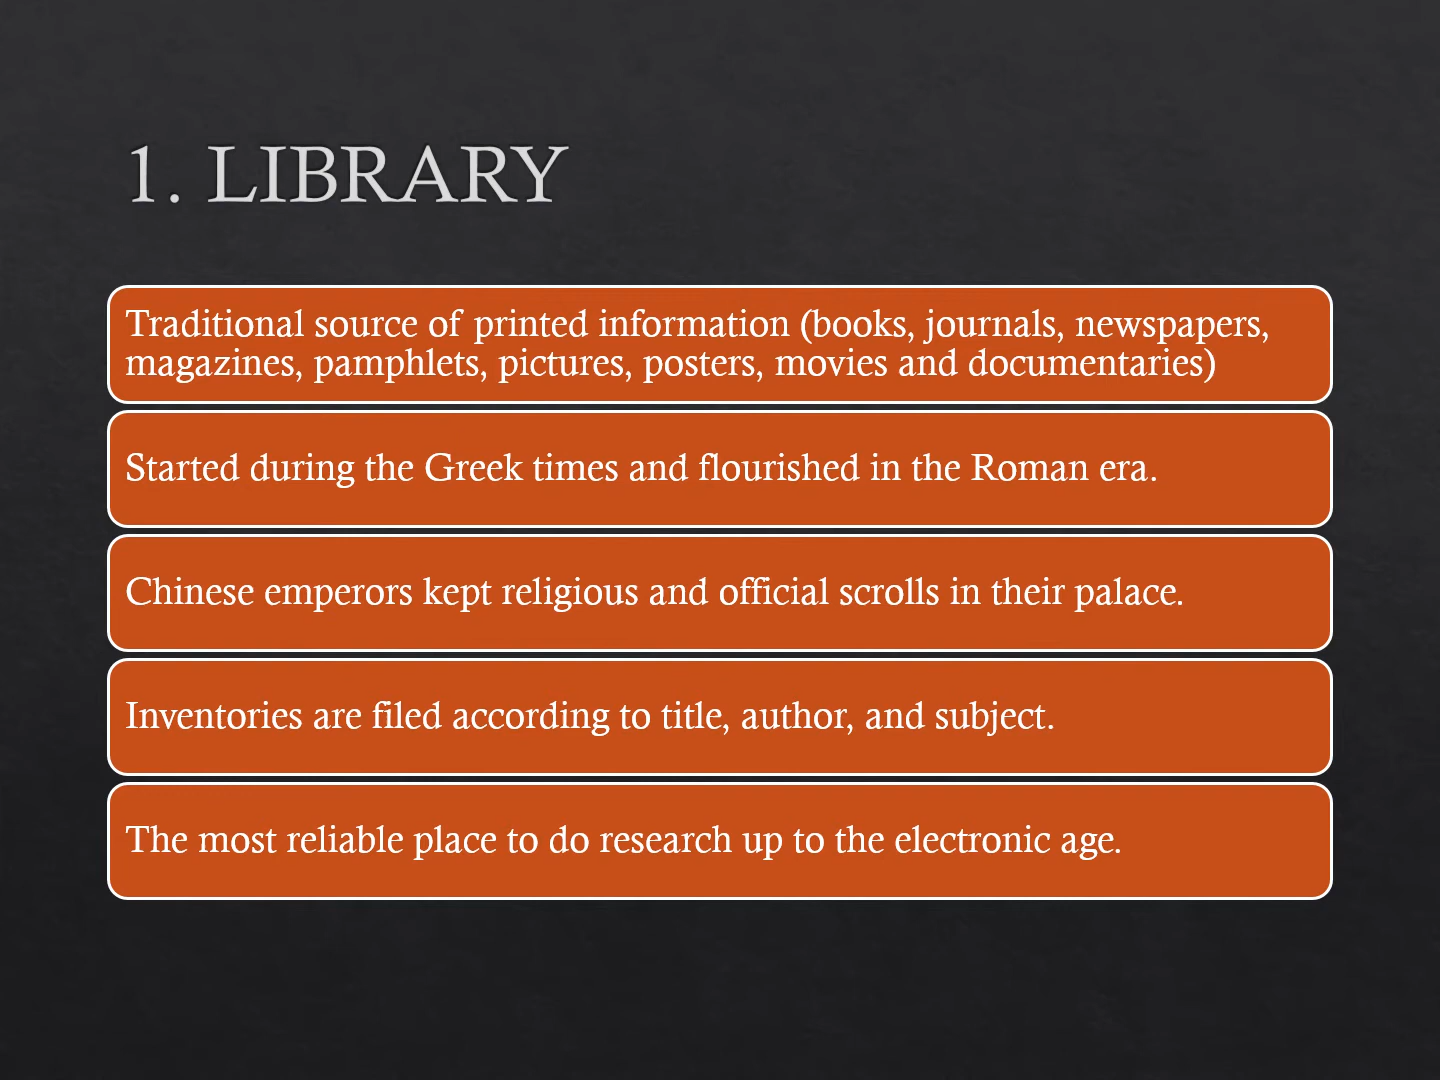 1. LIBRARY
Traditional source of printed information (books, journals, newspapers,
magazines, pamphlets, pictures, posters, movies and documentaries)
Started during the Greek times and flourished in the Roman era.
Chinese emperors kept religious and official scrolls in their palace.
Inventories are filed according to title, author, and subject.
The most reliable place to do research up to the electronic age.